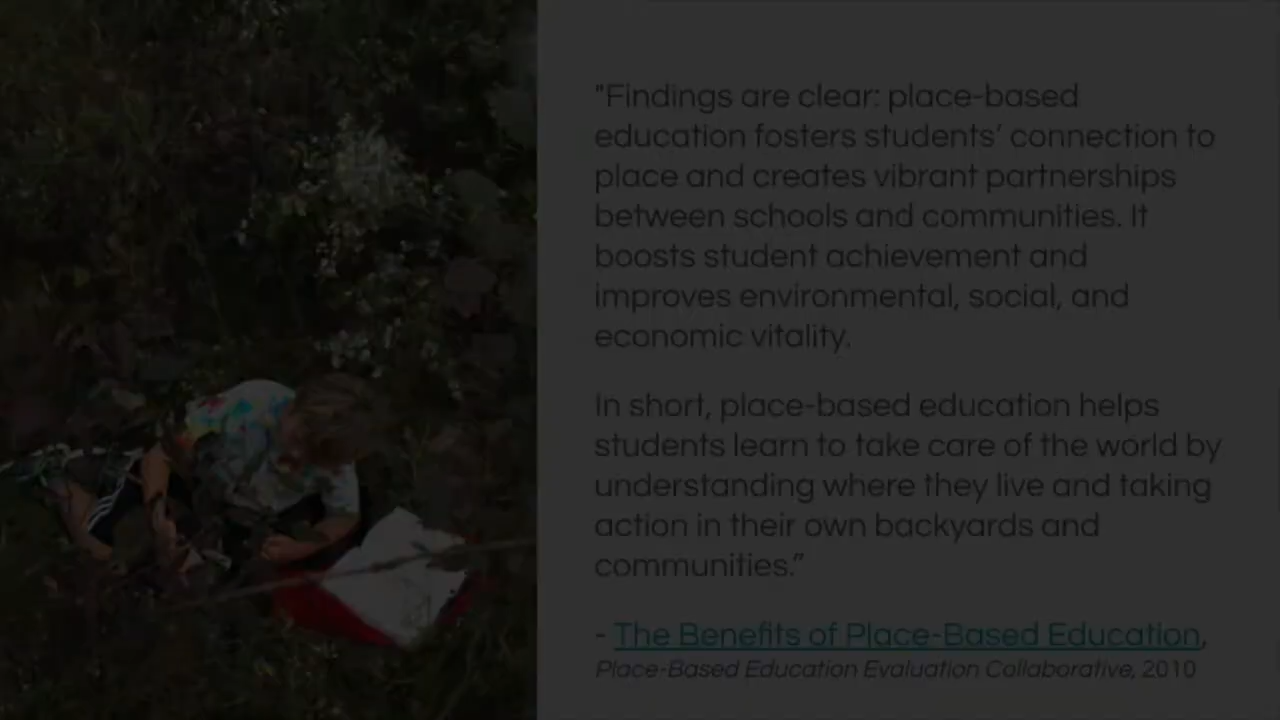 "Findings are clear: place-based
education fosters students’ connection to
place and creates vibrant partnerships
between schools and communities. It
boosts student achievement and
improves environmental, social, and
economic vitality.
In short, place-based education helps
students learn to take care of the world by
understanding where they live and taking
action in their own backyards and
communities.”
- The Benefits of Place-Based Education,
Place-Based Education Evaluation Collaborative, 2010